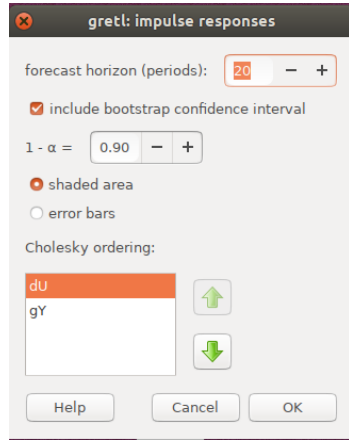 gretl: impulse responses
forecast horizon (periods): 20 − +
include bootstrap confidence interval
1 - α = 0.90 − +
shaded area
error bars
Cholesky ordering:
dU
gY
Help Cancel OK